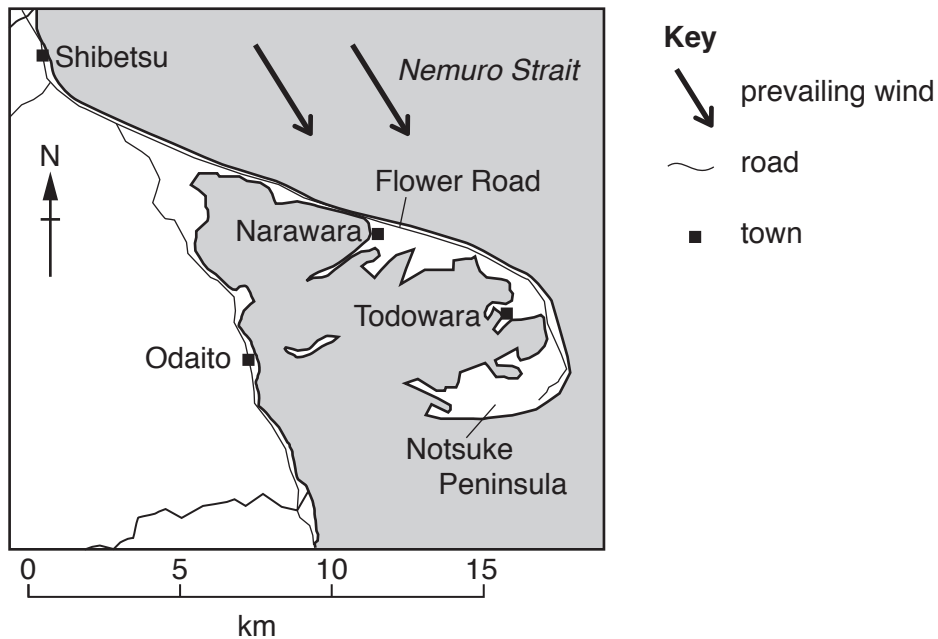 Shibetsu
Nemuro Strait
N
Flower Road
Narawara
Todowara
Odaito
Notsuke
Peninsula
0 5 10 15
km
Key
prevailing wind
road
town